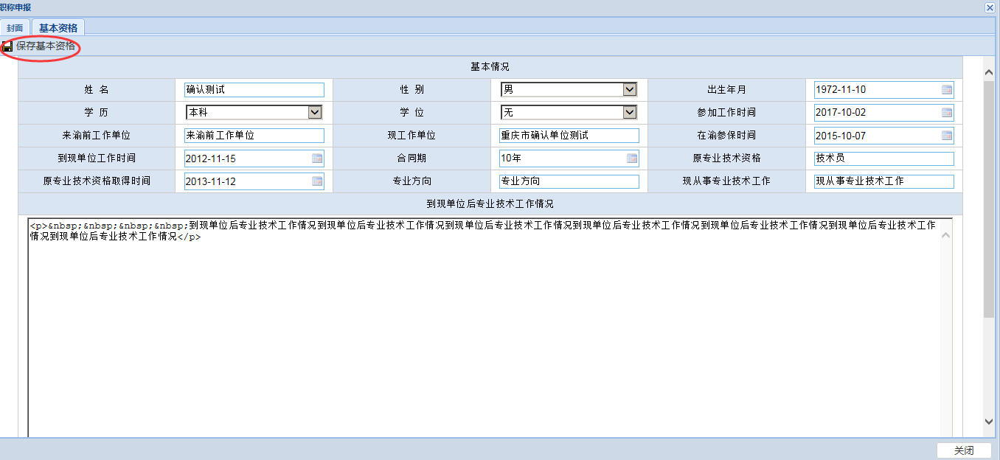 职称申报
封面 基本资格
保存基本资格
基本情况
姓 名 确认测试 性 别 男 出生年月 1972-11-10
学 历 本科 学 位 无 参加工作时间 2017-10-02
来渝前工作单位 来渝前工作单位 现工作单位 重庆市确认单位测试 在渝参保时间 2015-10-07
到现单位工作时间 2012-11-15 合同期 10年 原专业技术资格 技术员
原专业技术资格取得时间 2013-11-12 专业方向 专业方向 现从事专业技术工作 现从事专业技术工作
到现单位后专业技术工作情况
<p>&nbsp;&nbsp;&nbsp;&nbsp;到现单位后专业技术工作情况到现单位后专业技术工作情况到现单位后专业技术工作情况到现单位后专业技术工作情况到现单位后专业技术工作情况到现单位后专业技术工作
情况到现单位后专业技术工作情况</p>
关闭